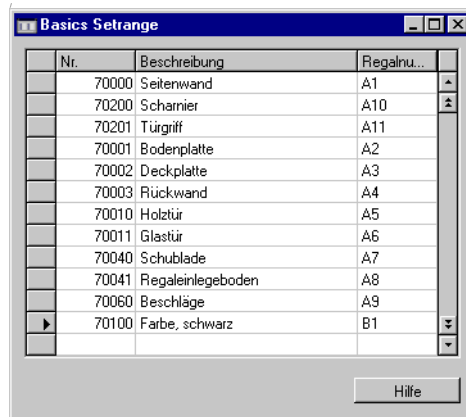 Basics Setrange
Nr. Beschreibung Regalnu...
70000 Seitenwand A1
70200 Scharnier A10
70201 Türgriff A11
70001 Bodenplatte A2
70002 Deckplatte A3
70003 Rückwand A4
70010 Holztür A5
70011 Glastür A6
70040 Schublade A7
70041 Regaleinlegeboden A8
70060 Beschläge A9
70100 Farbe, schwarz B1
Hilfe